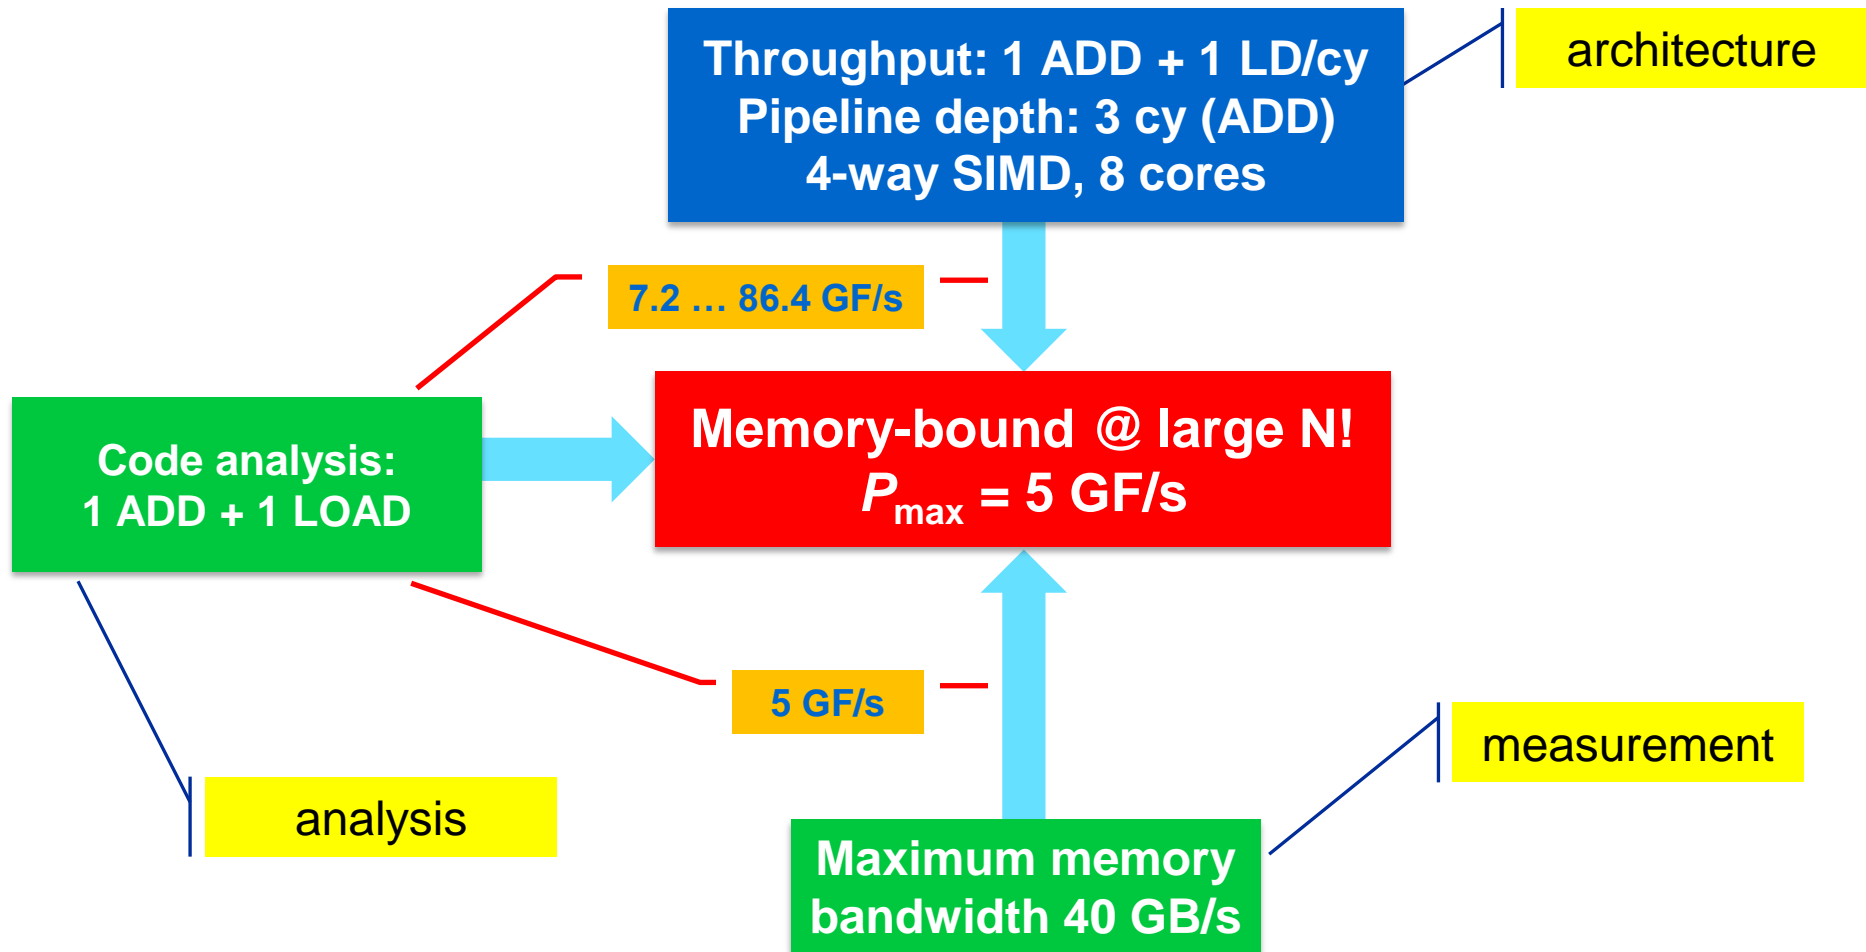 Throughput: 1 ADD + 1 LD/cy
Pipeline depth: 3 cy (ADD)
4-way SIMD, 8 cores
architecture
7.2 … 86.4 GF/s
Code analysis:
1 ADD + 1 LOAD
Memory-bound @ large N!
Pmax = 5 GF/s
5 GF/s
measurement
analysis
Maximum memory
bandwidth 40 GB/s